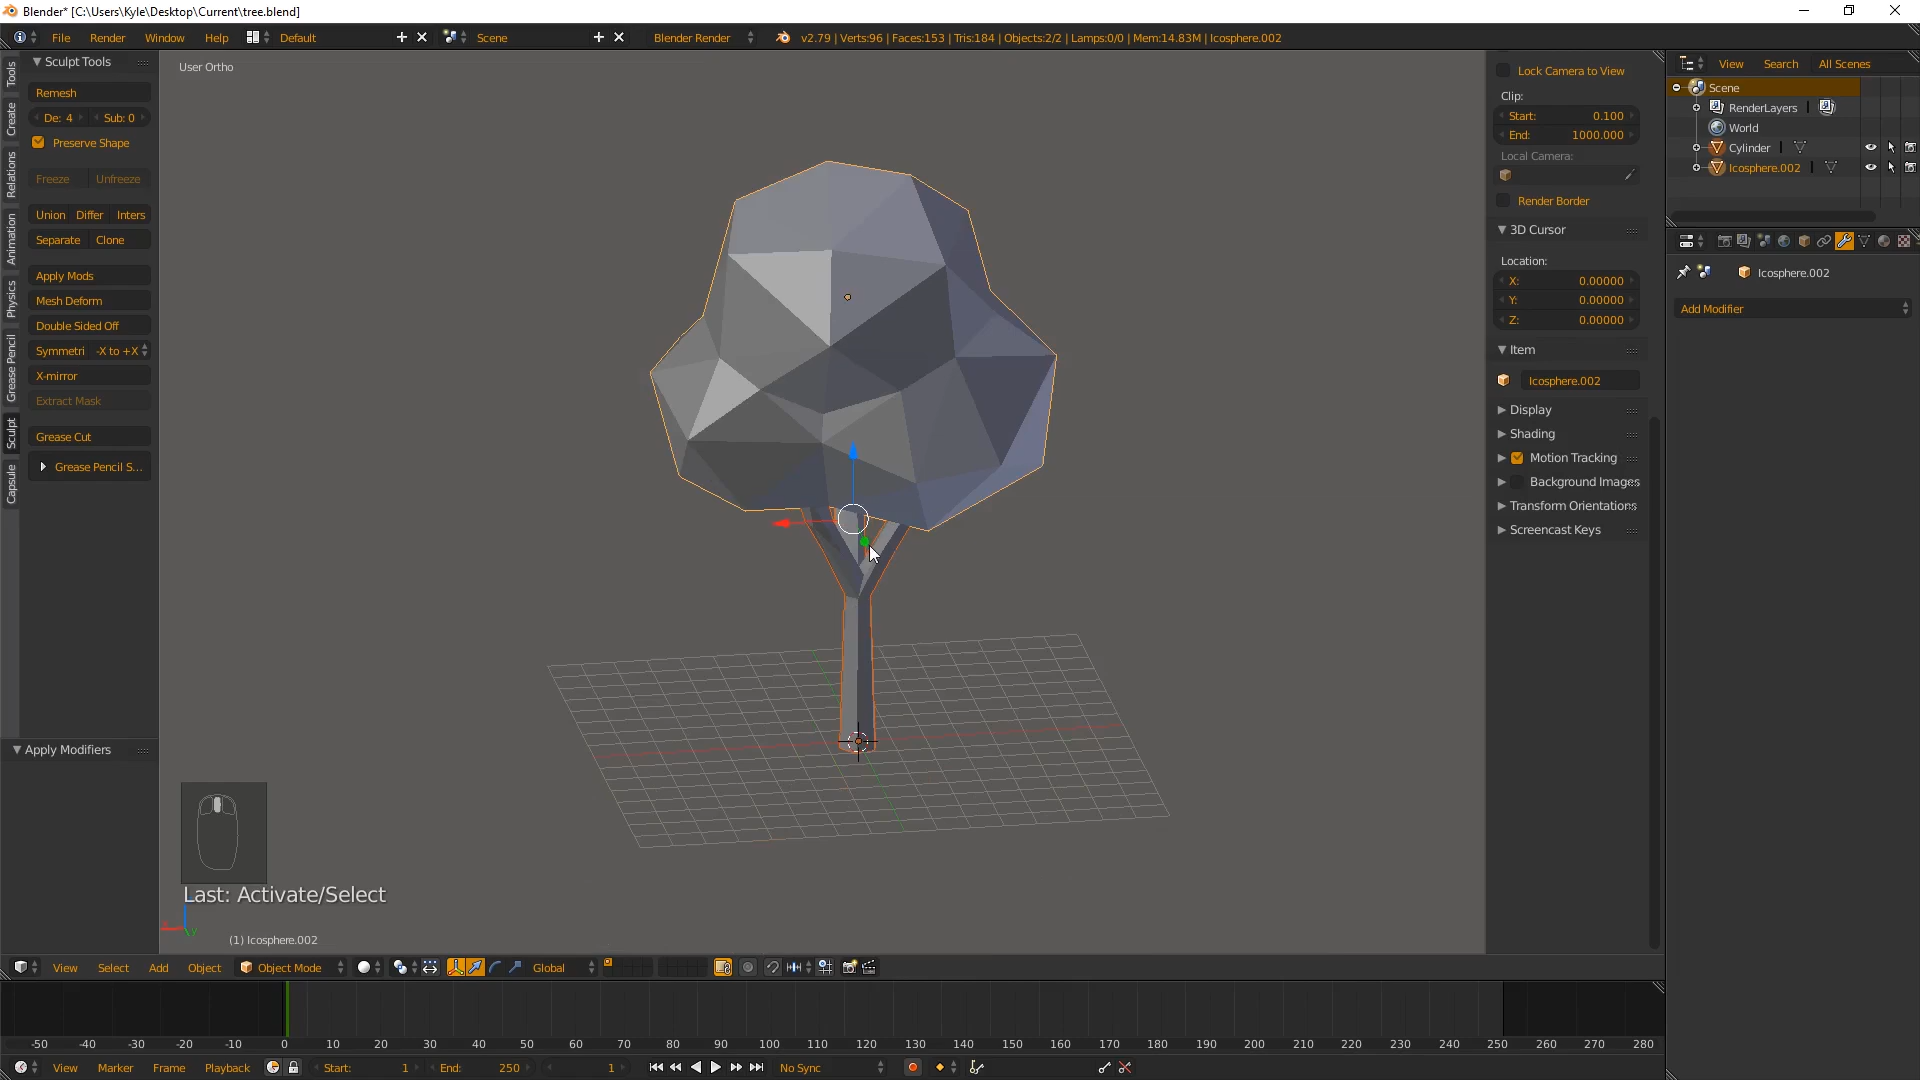 Blender* [C:\Users\Kyle\Desktop\Current\tree.blend]
File Render Window Help Default Scene Blender Render v2.79 | Verts:96 | Faces:153 | Tris:184 | Objects:2/2 | Lamps:0/0 | Mem:14.83M | Icosphere.002
Tools
Create
Relations
Animation
Physics
Grease Pencil
Sculpt
Capsule
Sculpt Tools
Remesh
De: 4 Sub: 0
Preserve Shape
Freeze Unfreeze
Union Differ Inters
Separate Clone
Apply Mods
Mesh Deform
Double Sided Off
Symmetri -X to +X
X-mirror
Extract Mask
Grease Cut
Grease Pencil S...
Apply Modifiers
User Ortho
Last: Activate/Select
x y
(1) Icosphere.002
Lock Camera to View
Clip:
Start: 0.100
End: 1000.000
Local Camera:
Render Border
3D Cursor
Location:
X: 0.00000
Y: 0.00000
Z: 0.00000
Item
Icosphere.002
Display
Shading
Motion Tracking
Background Images
Transform Orientations
Screencast Keys
View Search All Scenes
Scene
RenderLayers
World
Cylinder
Icosphere.002
Icosphere.002
Add Modifier
View Select Add Object Object Mode Global
-50 -40 -30 -20 -10 0 10 20 30 40 50 60 70 80 90 100 110 120 130 140 150 160 170 180 190 200 210 220 230 240 250 260 270 280
View Marker Frame Playback Start: 1 End: 250 1 No Sync